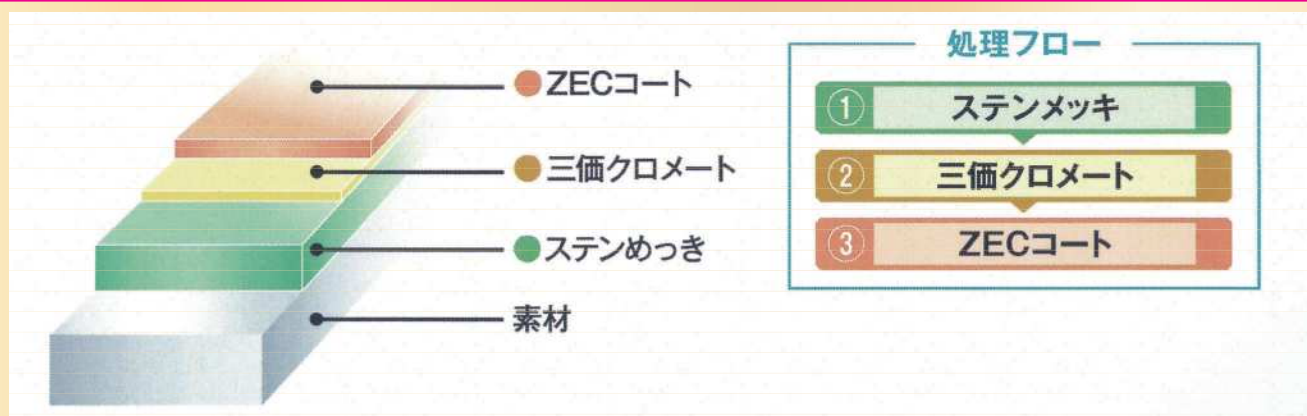 ●ZECコート
●三価クロメート
●ステンめっき
素材
処理フロー
① ステンメッキ
② 三価クロメート
③ ZECコート